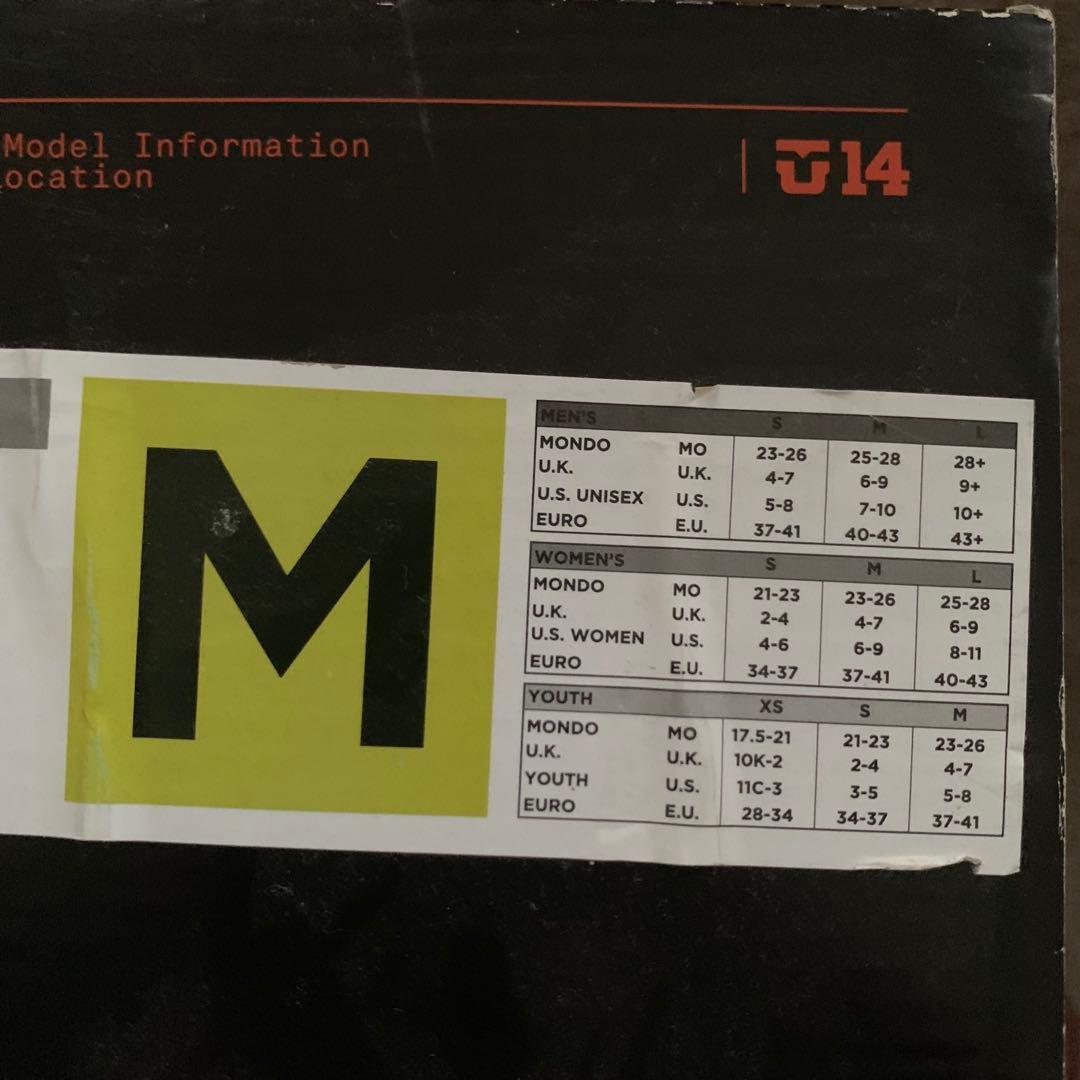 Model Information
ocation
14
M
MEN'S S M L
MONDO MO 23-26 25-28 28+
U.K. U.K. 4-7 6-9 9+
U.S. UNISEX U.S. 5-8 7-10 10+
EURO E.U. 37-41 40-43 43+
WOMEN'S S M L
MONDO MO 21-23 23-26 25-28
U.K. U.K. 2-4 4-7 6-9
U.S. WOMEN U.S. 4-6 6-9 8-11
EURO E.U. 34-37 37-41 40-43
YOUTH XS S M
MONDO MO 17.5-21 21-23 23-26
U.K. U.K. 10K-2 2-4 4-7
YOUTH U.S. 11C-3 3-5 5-8
EURO E.U. 28-34 34-37 37-41